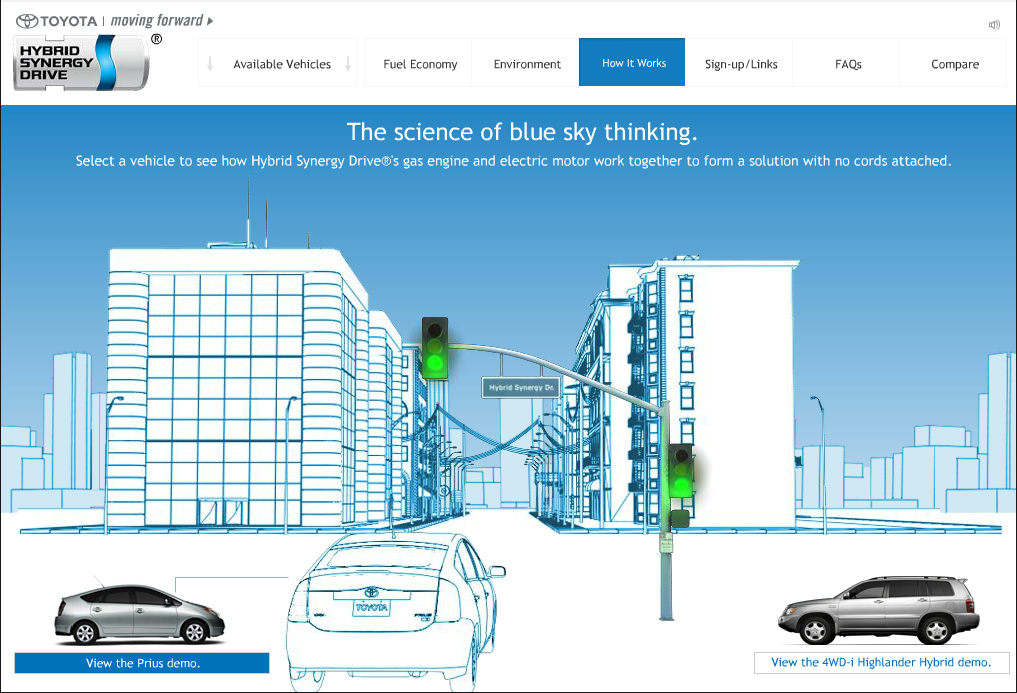 TOYOTA | moving forward
HYBRID
SYNERGY
DRIVE
®
Available Vehicles
Fuel Economy
Environment
How It Works
Sign-up/Links
FAQs
Compare
The science of blue sky thinking.
Select a vehicle to see how Hybrid Synergy Drive®'s gas engine and electric motor work together to form a solution with no cords attached.
Hybrid Synergy Dr.
TOYOTA
PRIUS
View the Prius demo.
View the 4WD-i Highlander Hybrid demo.